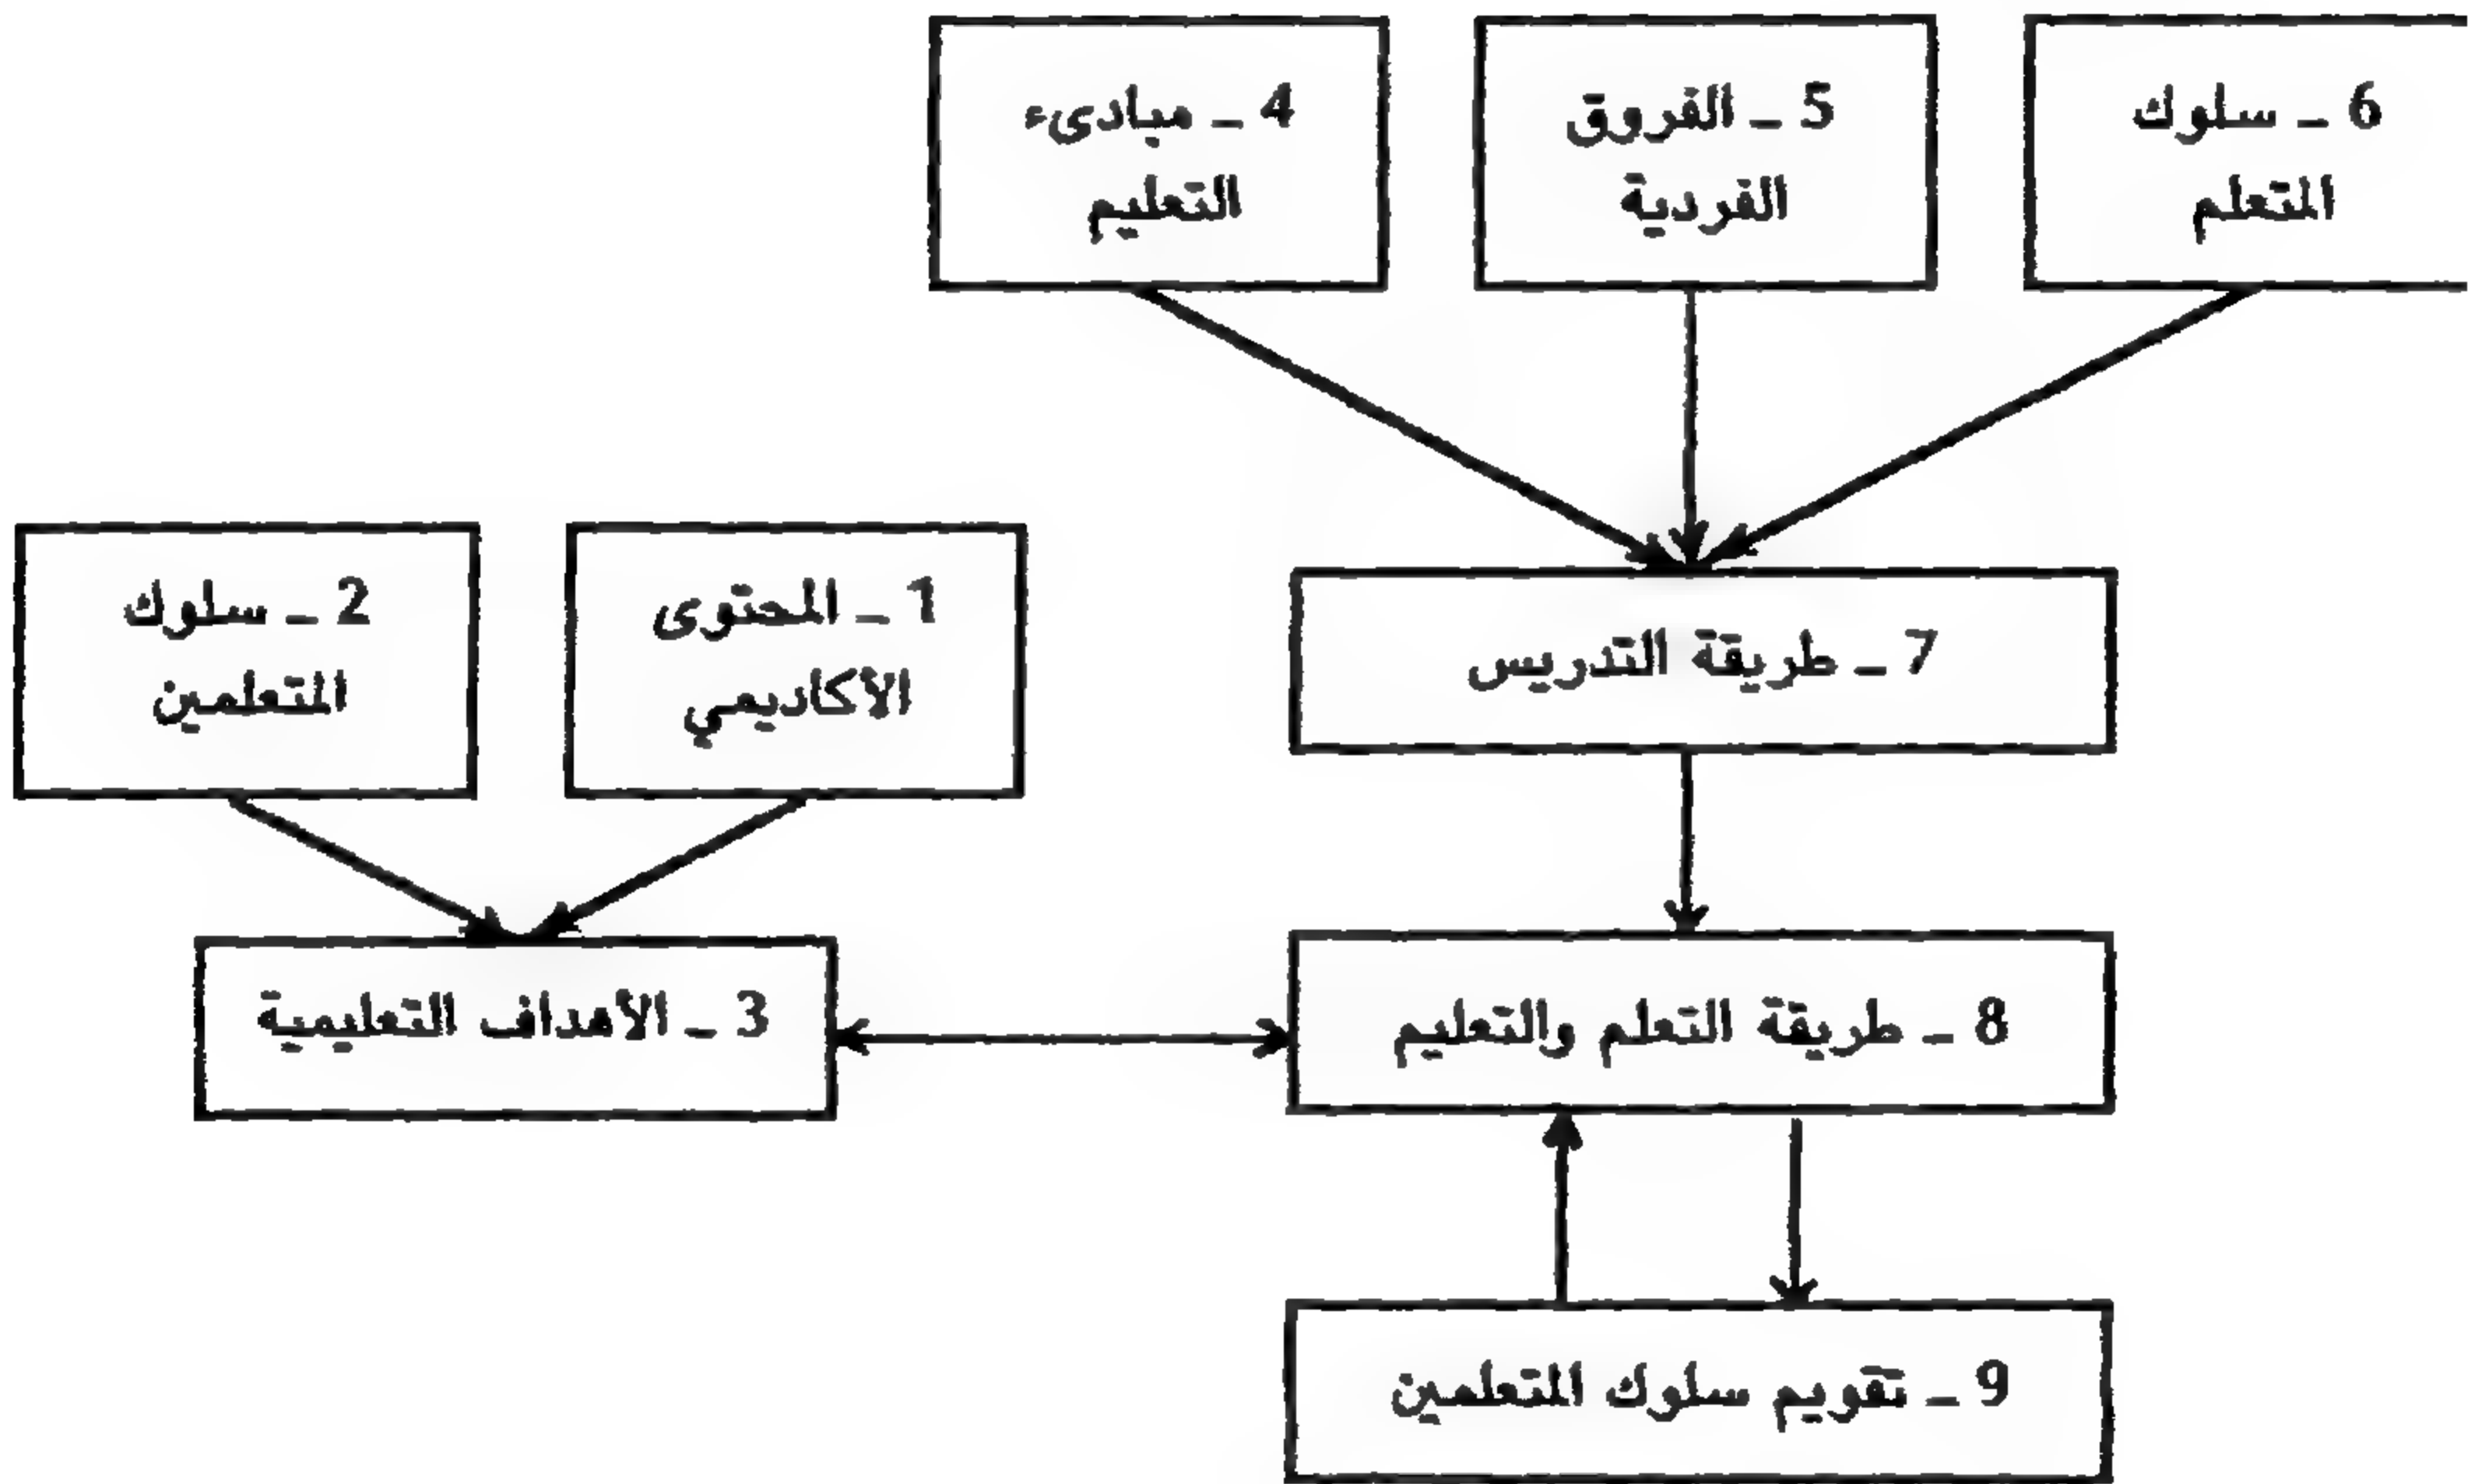 6 ـ سلوك
المتعلم
5 ـ الفروق
الفردية
4 ـ مبادىء
التعليم
1 ـ المحتوى
الأكاديمي
2 ـ سلوك
المتعلمين
7 ـ طريقة التدريس
3 ـ الأهداف التعليمية
8 ـ طريقة التعلم والتعليم
9 ـ تقويم سلوك المتعلمين